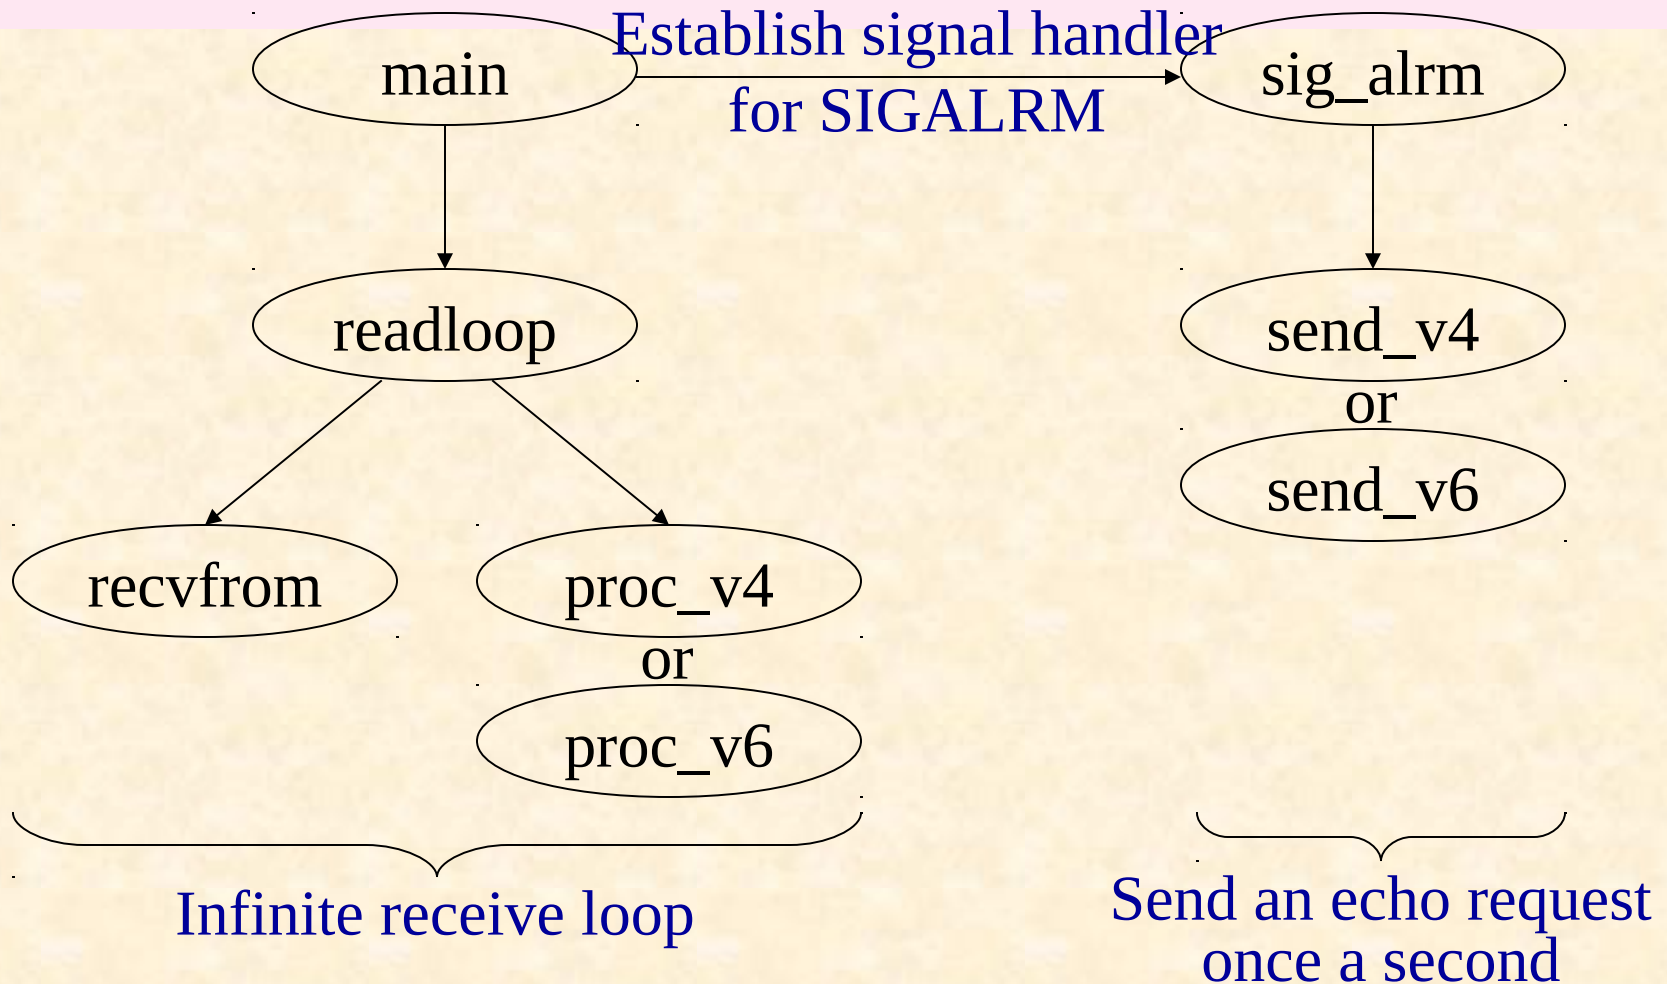 main
Establish signal handler
for SIGALRM
sig_alrm
readloop
send_v4
or
send_v6
recvfrom
proc_v4
or
proc_v6
Infinite receive loop
Send an echo request
once a second